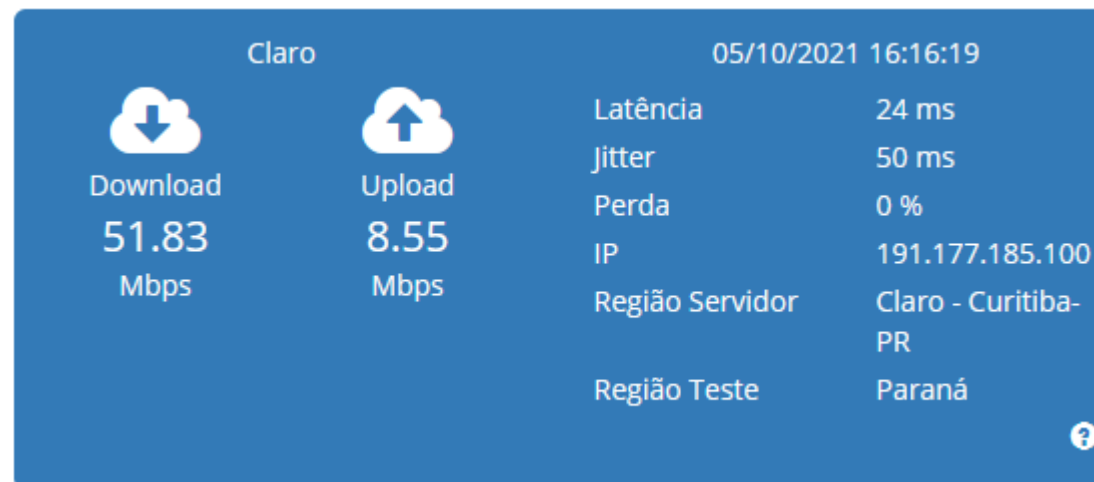 Claro
Download
51.83
Mbps
Upload
8.55
Mbps
05/10/2021 16:16:19
Latência 24 ms
Jitter 50 ms
Perda 0 %
IP 191.177.185.100
Região Servidor Claro - Curitiba-
PR
Região Teste Paraná
?